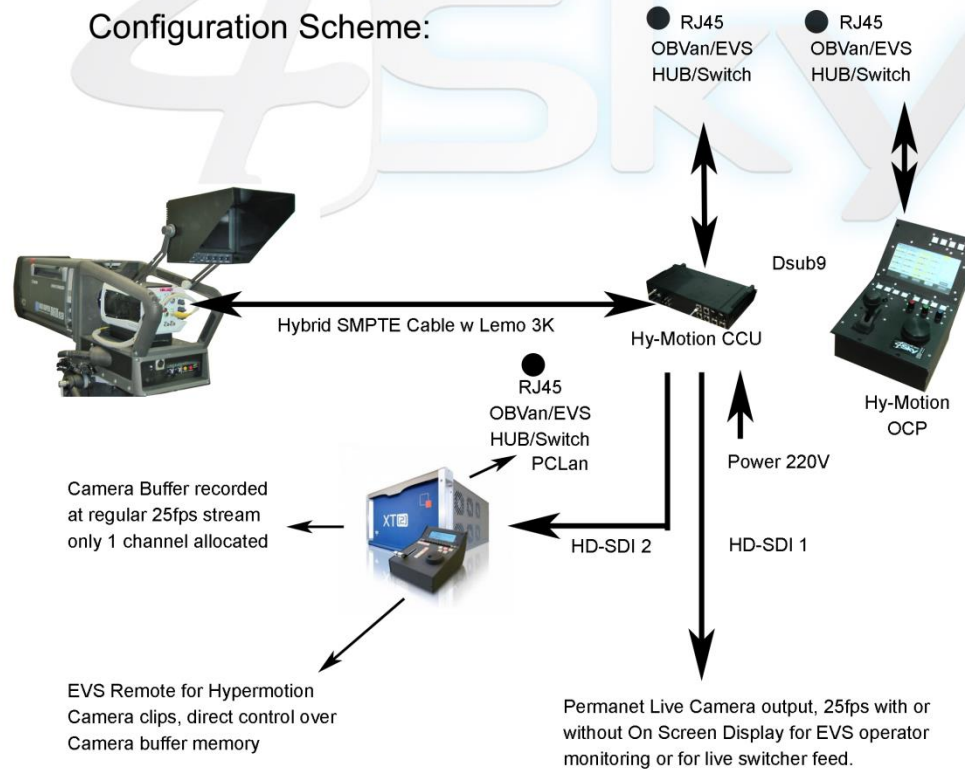 Configuration Scheme:
4Sky
RJ45
OBVan/EVS
HUB/Switch
RJ45
OBVan/EVS
HUB/Switch
Dsub9
Hybrid SMPTE Cable w Lemo 3K
Hy-Motion CCU
Hy-Motion
OCP
RJ45
OBVan/EVS
HUB/Switch
PCLan
Power 220V
Camera Buffer recorded
at regular 25fps stream
only 1 channel allocated
XT[2]
HD-SDI 2
HD-SDI 1
EVS Remote for Hypermotion
Camera clips, direct control over
Camera buffer memory
Permanet Live Camera output, 25fps with or
without On Screen Display for EVS operator
monitoring or for live switcher feed.